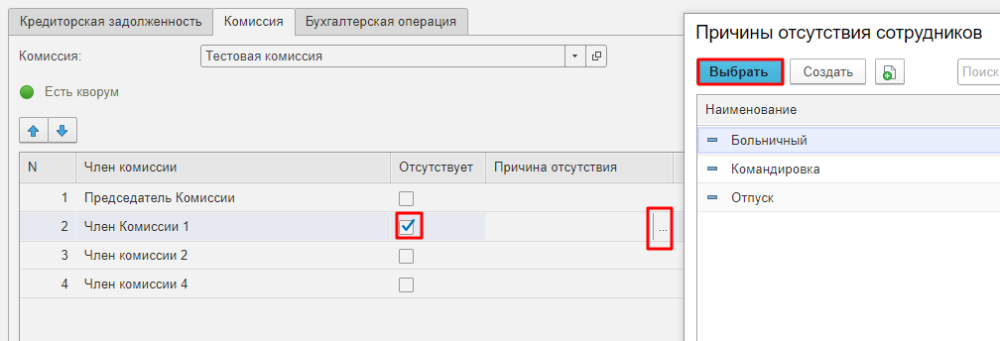 Кредиторская задолженность Комиссия Бухгалтерская операция
Комиссия: Тестовая комиссия
Есть кворум
N Член комиссии Отсутствует Причина отсутствия
1 Председатель Комиссии
2 Член Комиссии 1 ...
3 Член комиссии 2
4 Член комиссии 4
Причины отсутствия сотрудников
Выбрать Создать Поиск
Наименование
Больничный
Командировка
Отпуск